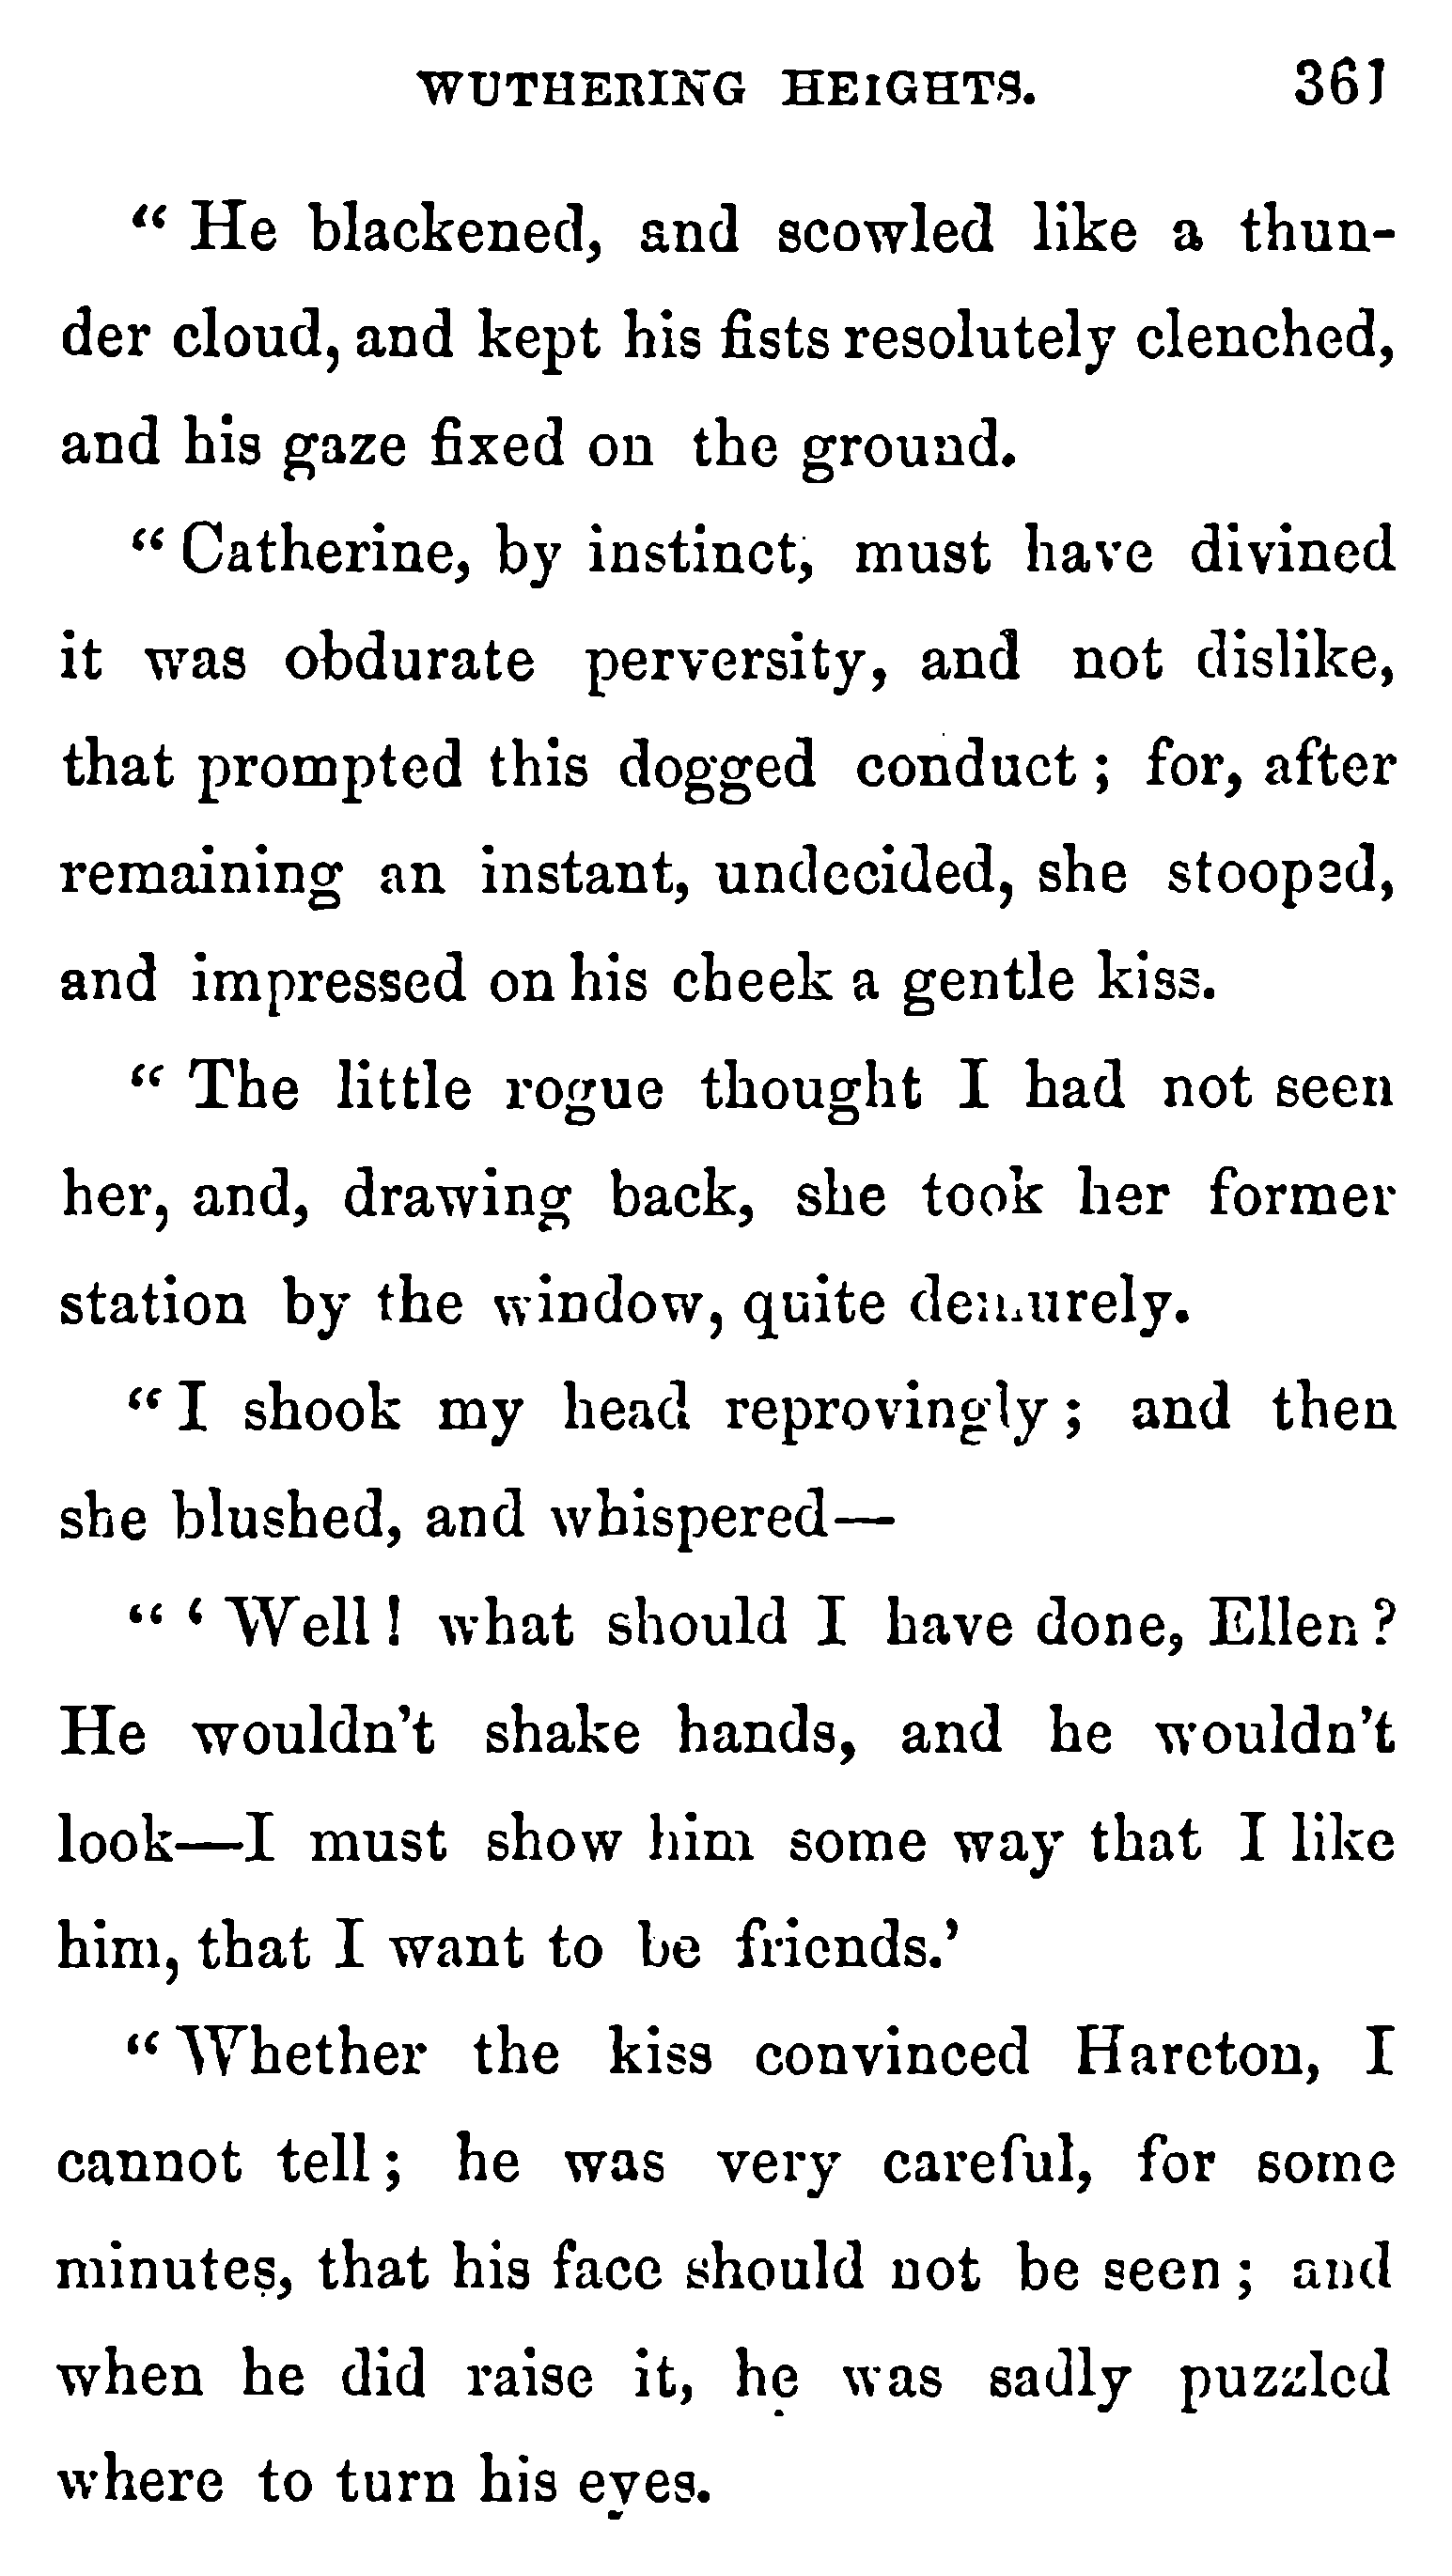 WUTHERING HEIGHTS. 361
“ He blackened, and scowled like a thun-
der cloud, and kept his fists resolutely clenched,
and his gaze fixed on the ground.
“ Catherine, by instinct, must have divined
it was obdurate perversity, and not dislike,
that prompted this dogged conduct ; for, after
remaining an instant, undecided, she stooped,
and impressed on his cheek a gentle kiss.
“ The little rogue thought I had not seen
her, and, drawing back, she took her former
station by the window, quite demurely.
“ I shook my head reprovingly ; and then
she blushed, and whispered—
“ ‘ Well ! what should I have done, Ellen ?
He wouldn’t shake hands, and he wouldn’t
look—I must show him some way that I like
him, that I want to be friends.’
“ Whether the kiss convinced Hareton, I
cannot tell ; he was very careful, for some
minutes, that his face should not be seen ; and
when he did raise it, he was sadly puzzled
where to turn his eyes.